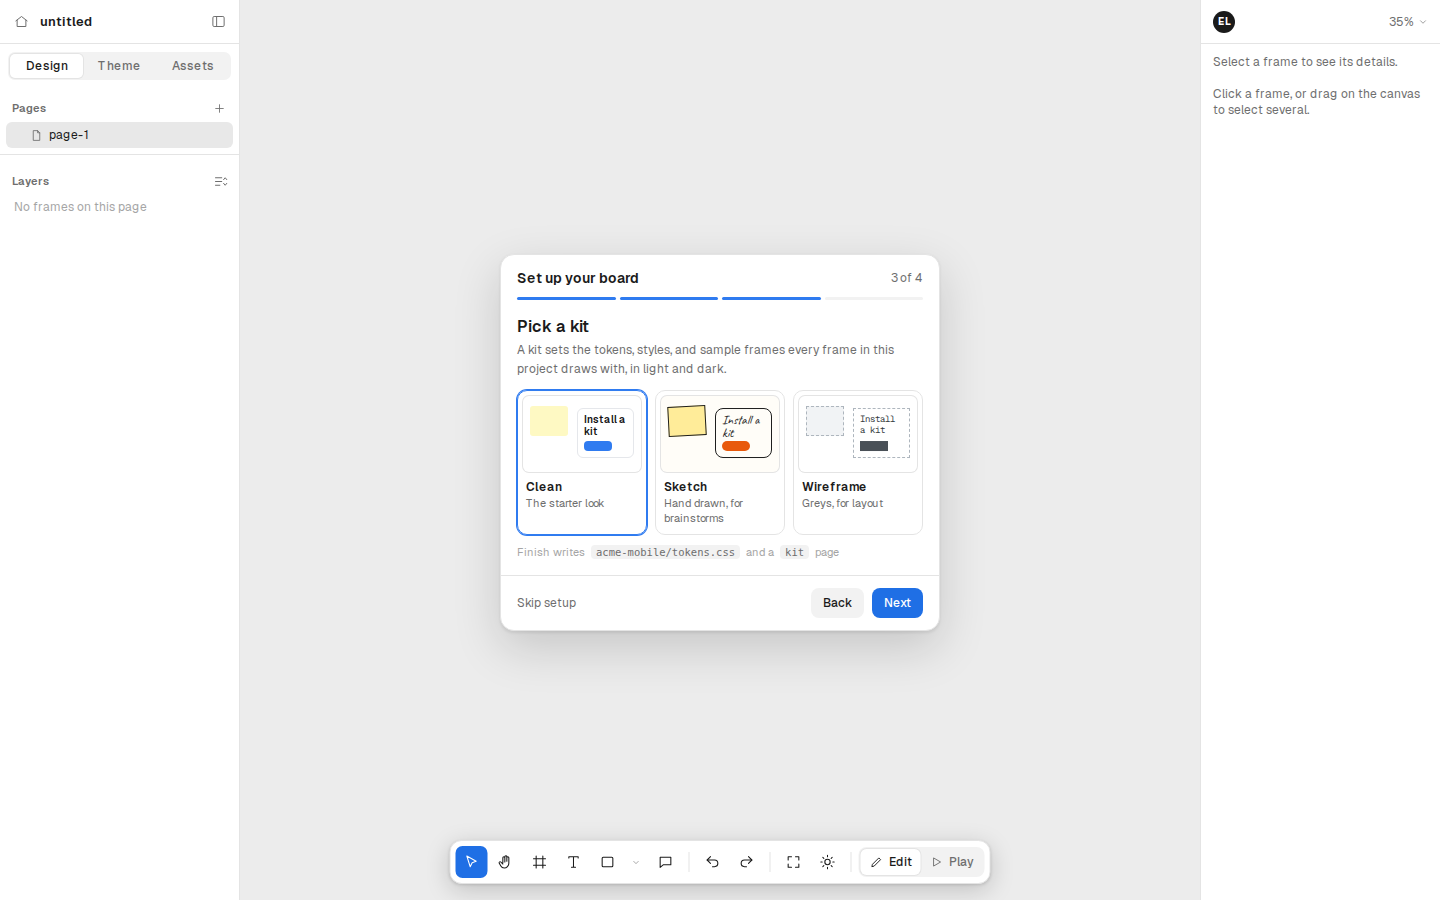 untitled
Design
Theme
Assets
Pages
page-1
Layers
No frames on this page
Set up your board
3 of 4
Pick a kit
A kit sets the tokens, styles, and sample frames every frame in this
project draws with, in light and dark.
Install a
kit
Clean
The starter look
Install a
kit
Sketch
Hand drawn, for
brainstorms
Install
a kit
Wireframe
Greys, for layout
Finish writes acme-mobile/tokens.css and a kit page
Skip setup
Back
Next
Edit
Play
EL
35%
Select a frame to see its details.
Click a frame, or drag on the canvas
to select several.